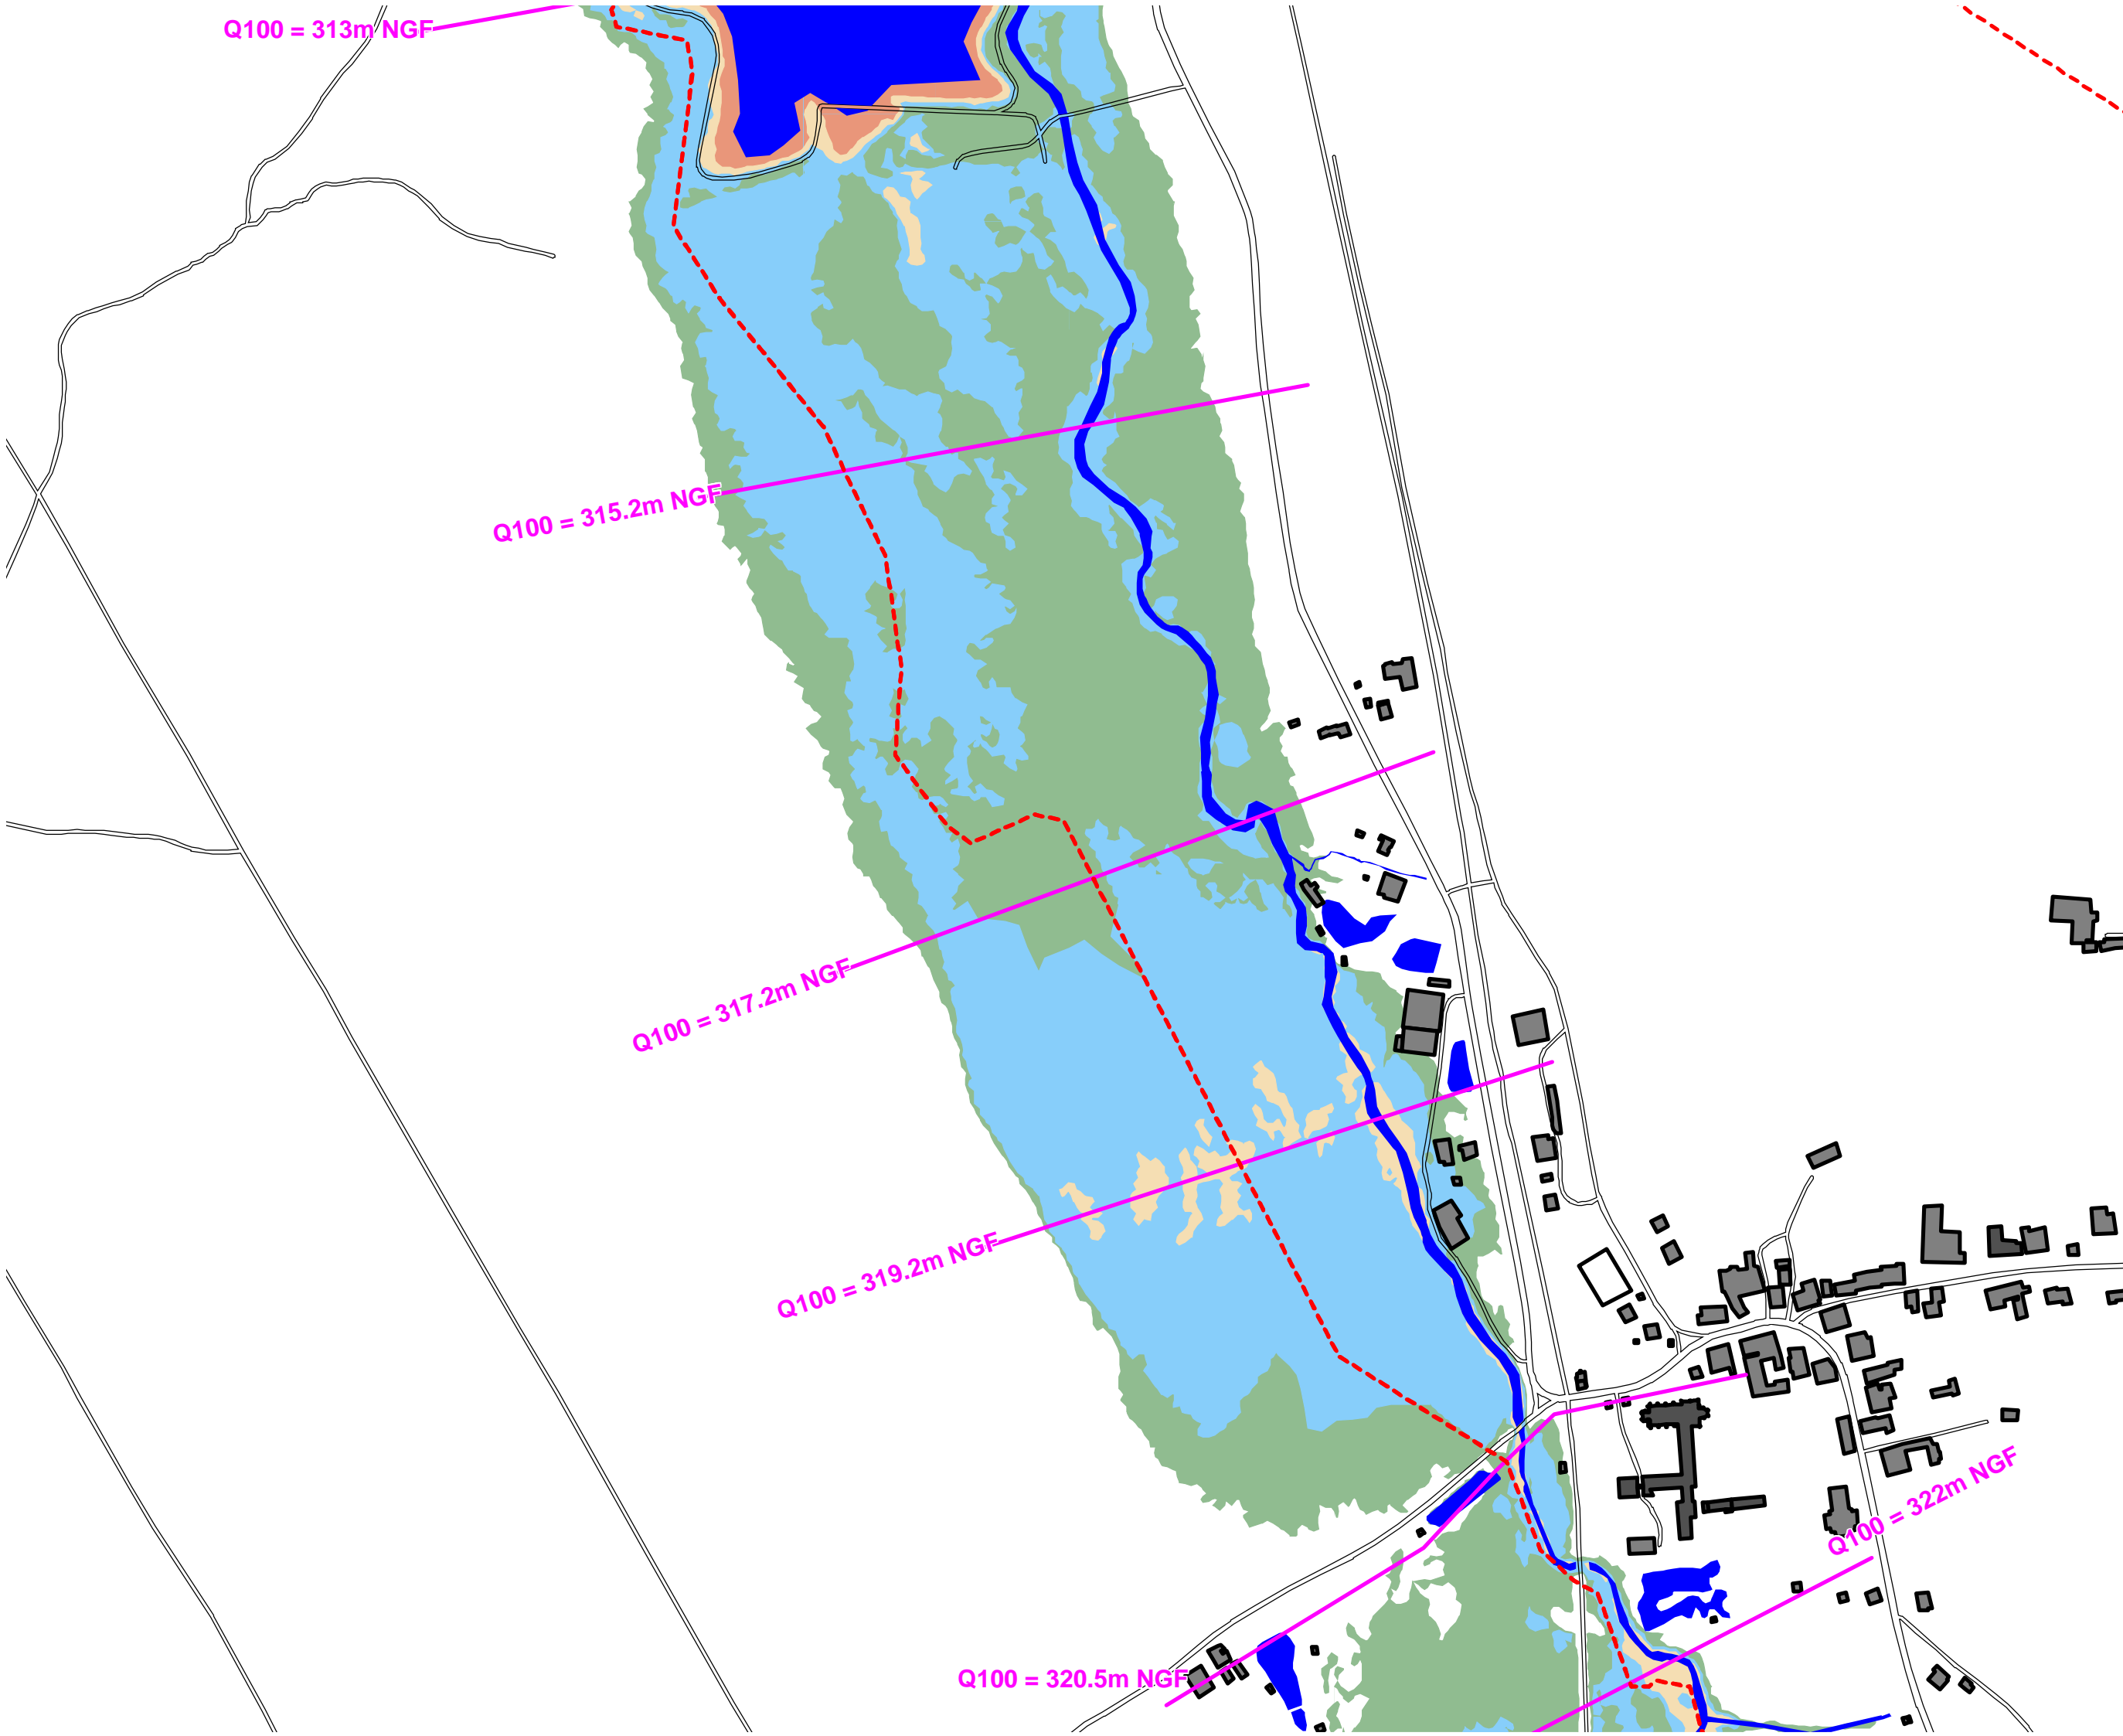 Q100 = 313m NGF
Q100 = 315.2m NGF
Q100 = 317.2m NGF
Q100 = 319.2m NGF
Q100 = 322m NGF
Q100 = 320.5m NGF